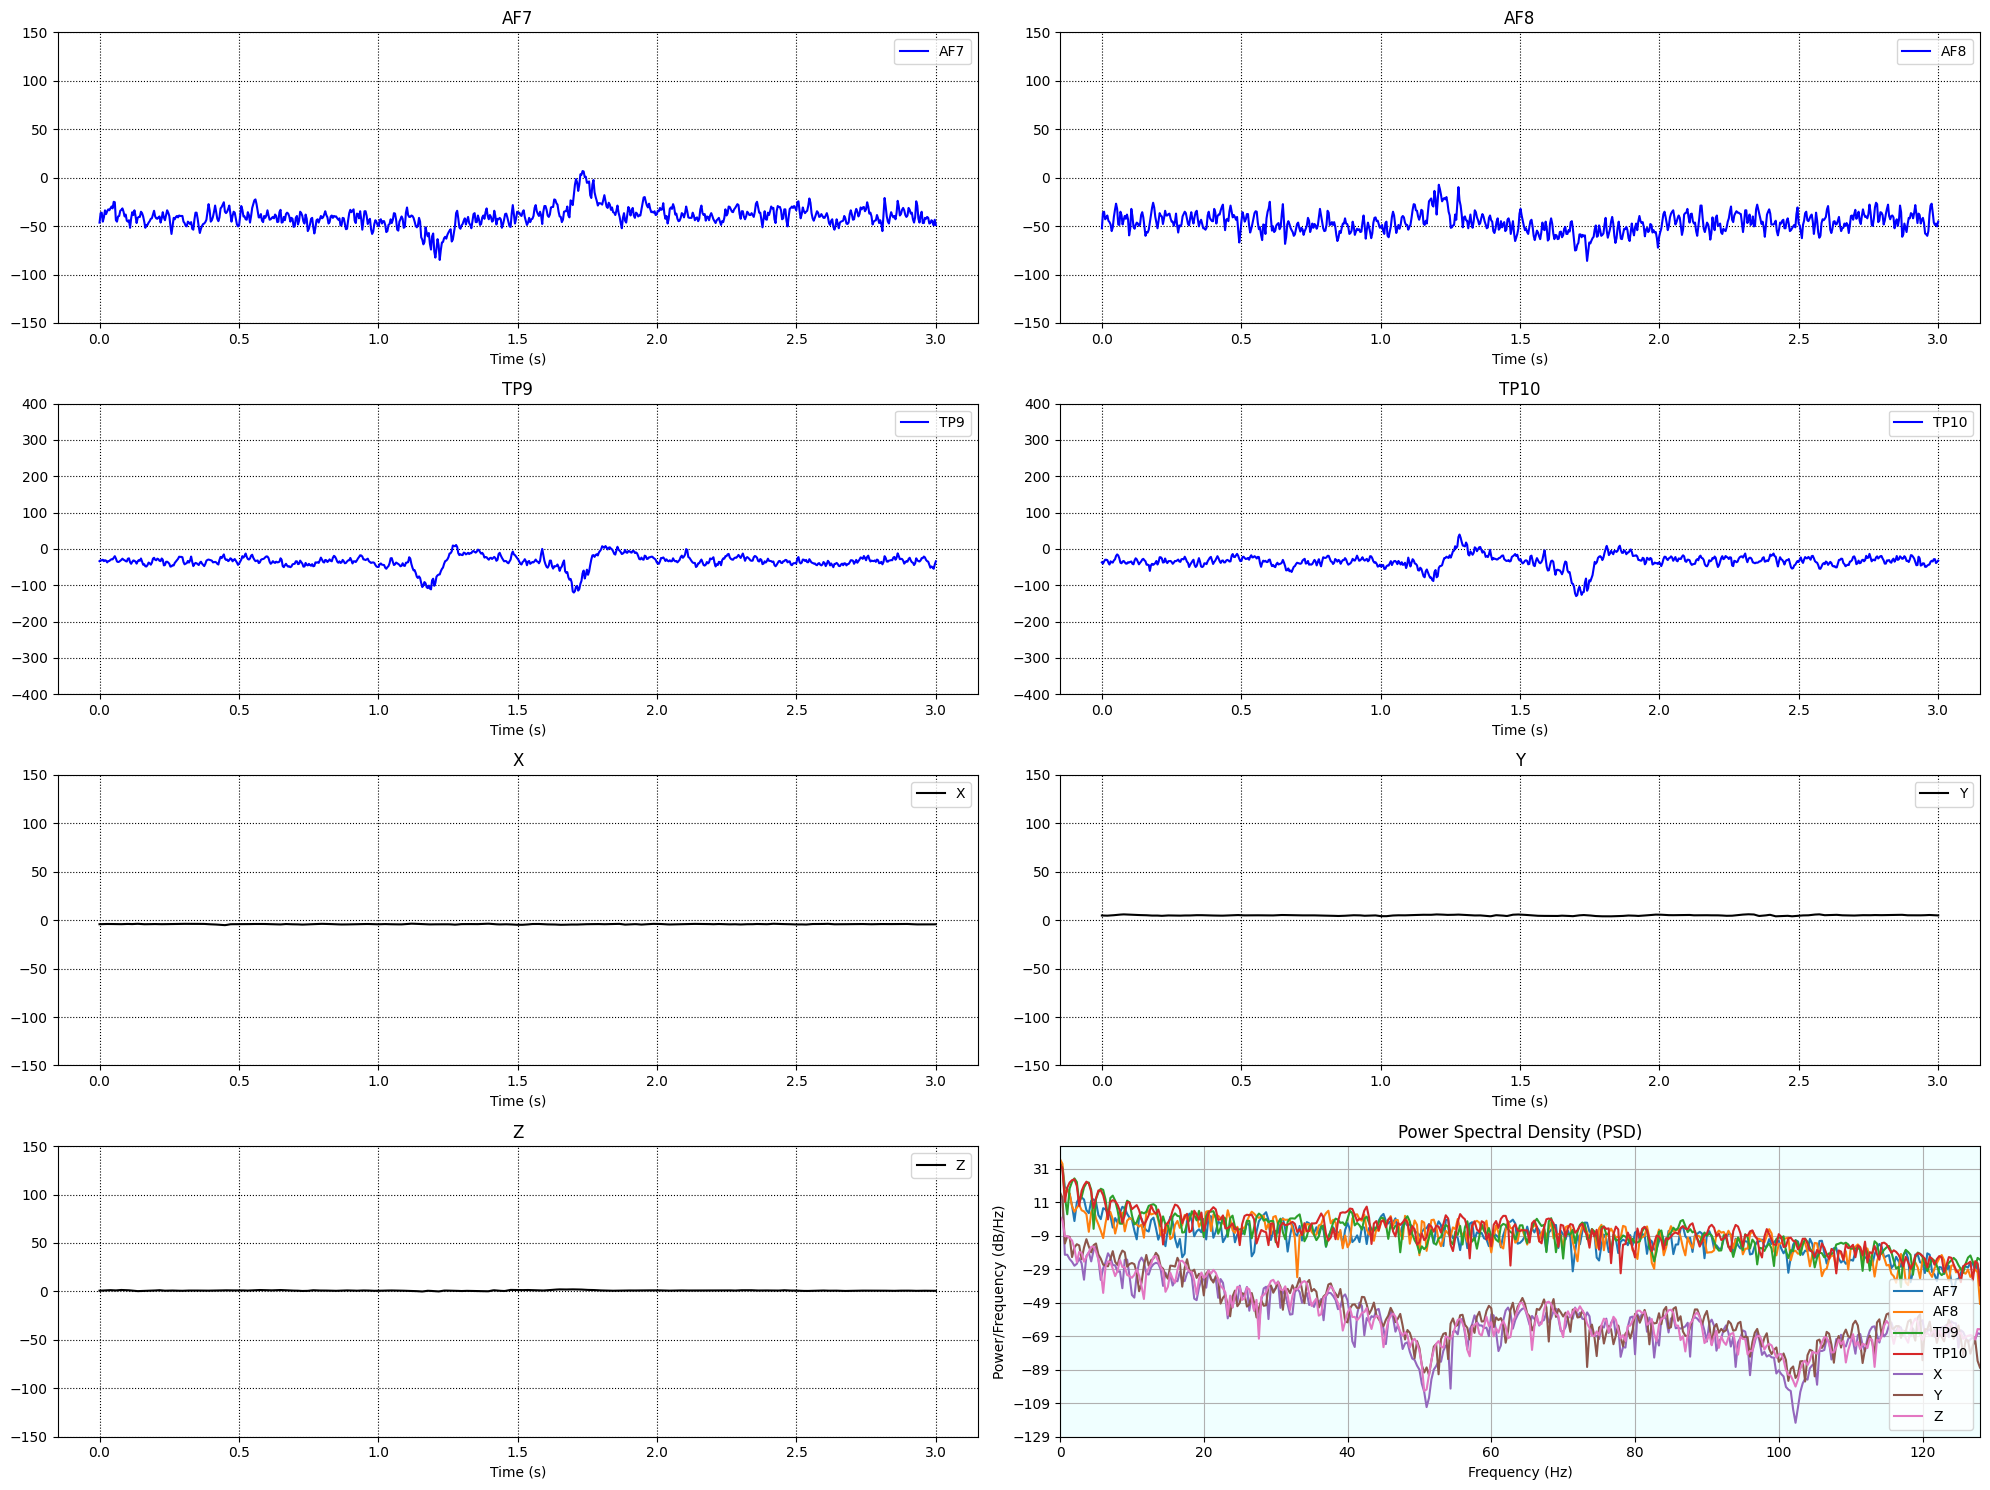 AF7
150
100
50
0
−50
−100
−150
0.0 0.5 1.0 1.5 2.0 2.5 3.0
Time (s)
AF7
AF8
150
100
50
0
−50
−100
−150
0.0 0.5 1.0 1.5 2.0 2.5 3.0
Time (s)
AF8
TP9
400
300
200
100
0
−100
−200
−300
−400
0.0 0.5 1.0 1.5 2.0 2.5 3.0
Time (s)
TP9
TP10
400
300
200
100
0
−100
−200
−300
−400
0.0 0.5 1.0 1.5 2.0 2.5 3.0
Time (s)
TP10
X
150
100
50
0
−50
−100
−150
0.0 0.5 1.0 1.5 2.0 2.5 3.0
Time (s)
X
Y
150
100
50
0
−50
−100
−150
0.0 0.5 1.0 1.5 2.0 2.5 3.0
Time (s)
Y
Z
150
100
50
0
−50
−100
−150
0.0 0.5 1.0 1.5 2.0 2.5 3.0
Time (s)
Z
Power Spectral Density (PSD)
Power/Frequency (dB/Hz)
31
11
−9
−29
−49
−69
−89
−109
−129
0 20 40 60 80 100 120
Frequency (Hz)
AF7
AF8
TP9
TP10
X
Y
Z